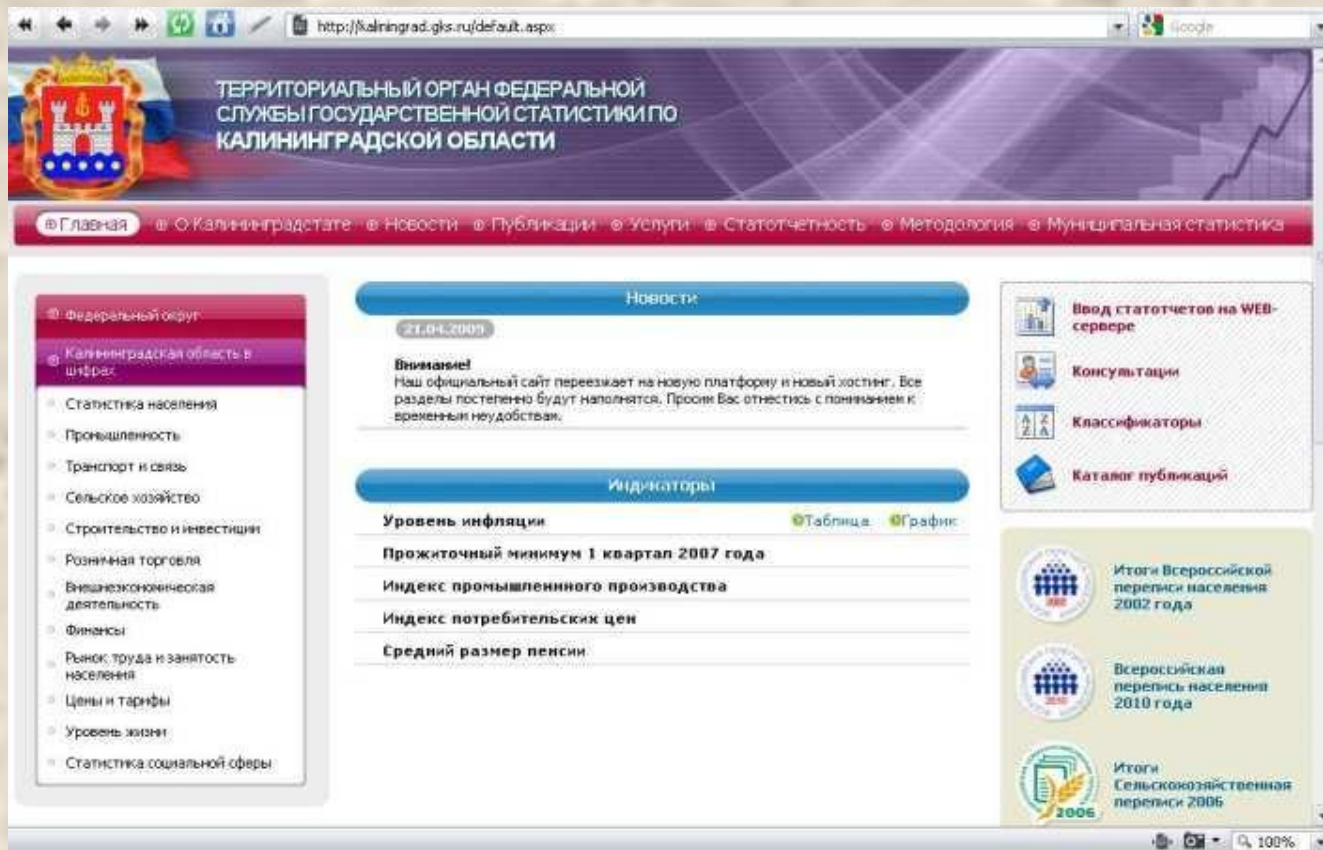 http://kaliningrad.gks.ru/default.aspx
Google
ТЕРРИТОРИАЛЬНЫЙ ОРГАН ФЕДЕРАЛЬНОЙ
СЛУЖБЫ ГОСУДАРСТВЕННОЙ СТАТИСТИКИ ПО
КАЛИНИНГРАДСКОЙ ОБЛАСТИ
Главная О Калининградстате Новости Публикации Услуги Статотчетность Методология Муниципальная статистика
Федеральный округ
Калининградская область в
цифрах
Статистика населения
Промышленность
Транспорт и связь
Сельское хозяйство
Строительство и инвестиции
Розничная торговля
Внешнеэкономическая
деятельность
Финансы
Рынок труда и занятость
населения
Цены и тарифы
Уровень жизни
Статистика социальной сферы
Новости
21.04.2009
Внимание!
Наш официальный сайт переезжает на новую платформу и новый хостинг. Все
разделы постепенно будут наполнятся. Просим Вас отнестись с пониманием к
временным неудобствам.
Индикаторы
Уровень инфляции Таблица График
Прожиточный минимум 1 квартал 2007 года
Индекс промышленнного производства
Индекс потребительских цен
Средний размер пенсии
Ввод статотчетов на WEB-
сервере
Консультации
A Z
Z A
Классификаторы
Каталог публикаций
2002
Итоги Всероссийской
переписи населения
2002 года
2010
Всероссийская
перепись населения
2010 года
2006
Итоги
Сельскохозяйственная
переписи 2006
100%